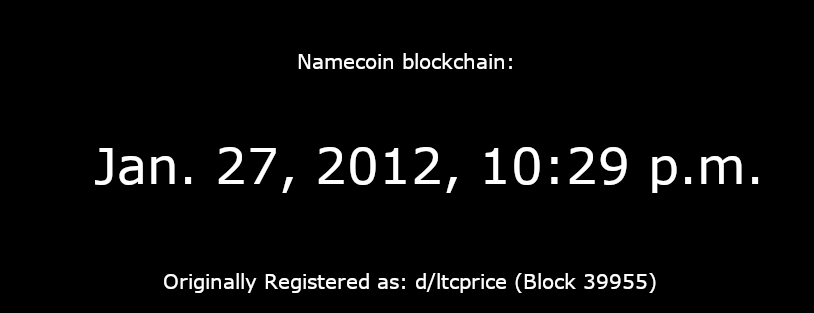 Namecoin blockchain:
Jan. 27, 2012, 10:29 p.m.
Originally Registered as: d/ltcprice (Block 39955)